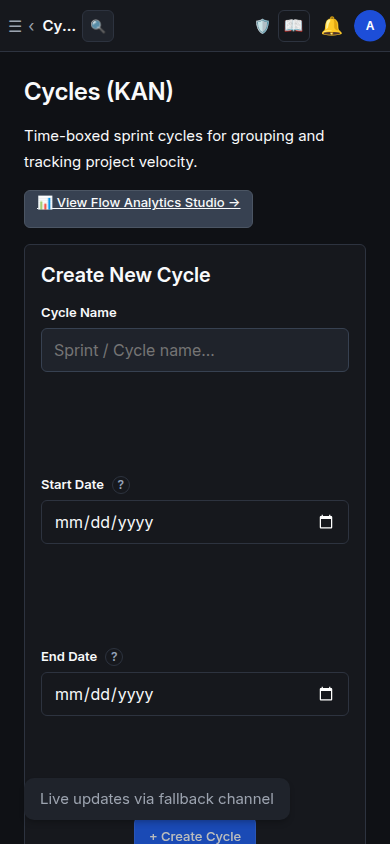 Cy...
A
Cycles (KAN)
Time-boxed sprint cycles for grouping and
tracking project velocity.
View Flow Analytics Studio →
Create New Cycle
Cycle Name
Sprint / Cycle name...
Start Date ?
mm/dd/yyyy
End Date ?
mm/dd/yyyy
Live updates via fallback channel
+ Create Cycle